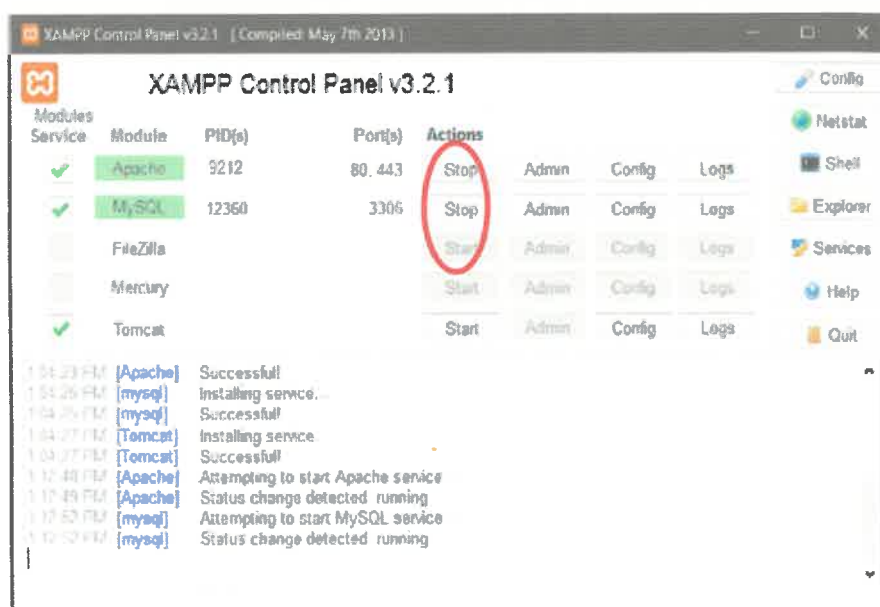 XAMPP Control Panel v3.2.1 [ Compiled: May 7th 2013 ]
XAMPP Control Panel v3.2.1
Config
Modules
Service Module PID(s) Port(s) Actions
Netstat
Apache 9212 80, 443 Stop Admin Config Logs
Shell
MySQL 12360 3306 Stop Admin Config Logs
Explorer
FileZilla Start Admin Config Logs
Services
Mercury Start Admin Config Logs
Help
Tomcat Start Admin Config Logs
Quit
[Apache] Successful!
[mysql] Installing service...
[mysql] Successful!
[Tomcat] Installing service
[Tomcat] Successful!
[Apache] Attempting to start Apache service
[Apache] Status change detected running
[mysql] Attempting to start MySQL service
[mysql] Status change detected running